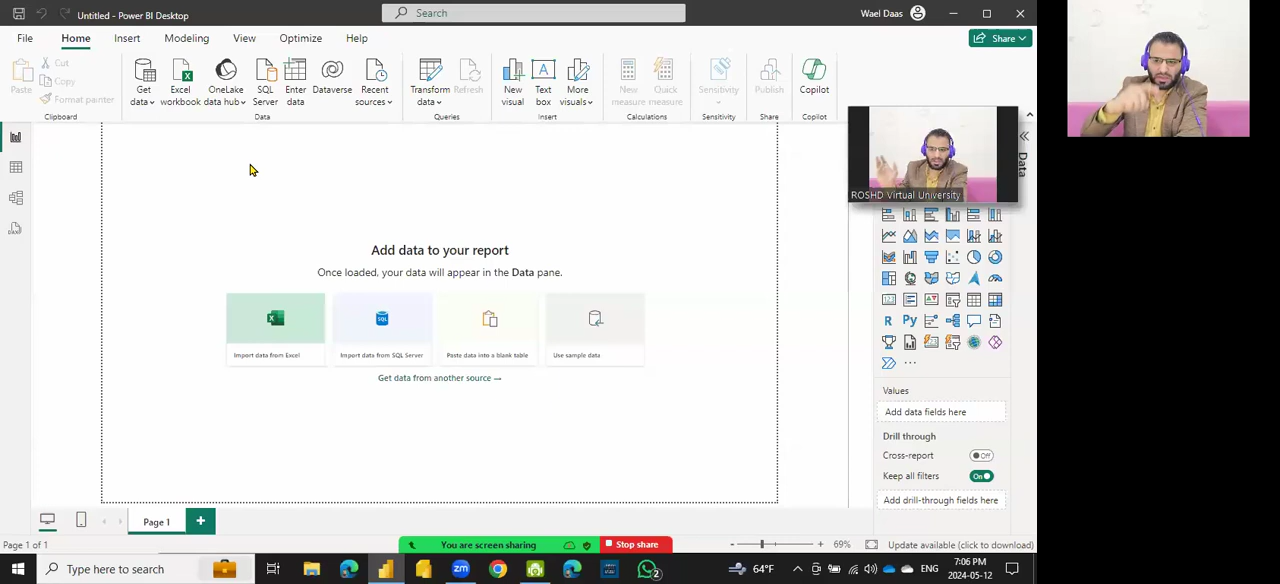 Untitled - Power BI Desktop
Search
Wael Daas
File Home Insert Modeling View Optimize Help
Share
Paste
Cut
Copy
Format painter
Get data
Excel workbook
OneLake data hub
SQL Server
Enter data
Dataverse
Recent sources
Transform data
Refresh
New visual
Text box
More visuals
New measure
Quick measure
Sensitivity
Publish
Copilot
Clipboard
Data
Queries
Insert
Calculations
Sensitivity
Share
Copilot
ROSHD Virtual University
Data
Add data to your report
Once loaded, your data will appear in the Data pane.
Import data from Excel
Import data from SQL Server
Paste data into a blank table
Use sample data
Get data from another source →
R Py
123
Values
Add data fields here
Drill through
Cross-report
Off
Keep all filters
On
Add drill-through fields here
Page 1
Page 1 of 1
You are screen sharing
Stop share
69%
Update available (click to download)
Type here to search
zm
2
64°F
ENG
7:06 PM
2024-05-12